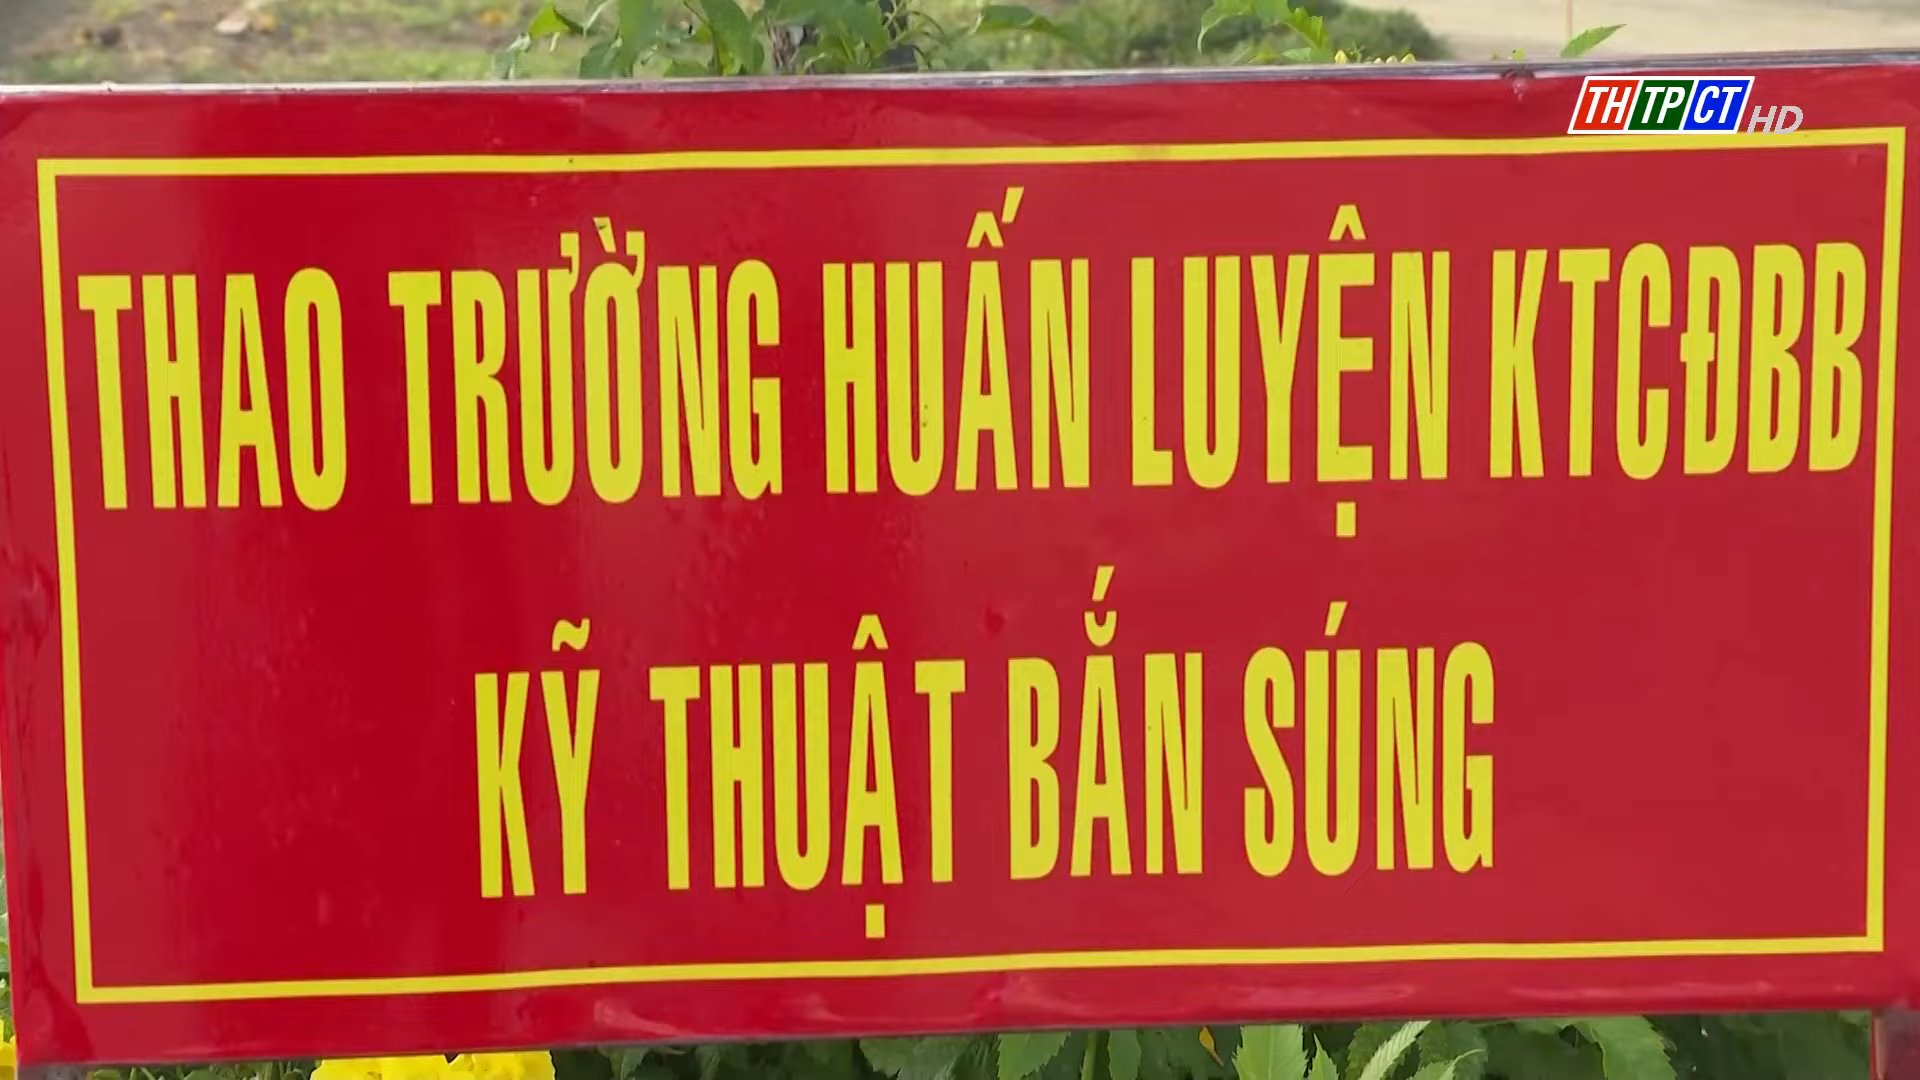 THTPCT HD
THAO TRƯỜNG HUẤN LUYỆN KTCĐBB
KỸ THUẬT BẮN SÚNG